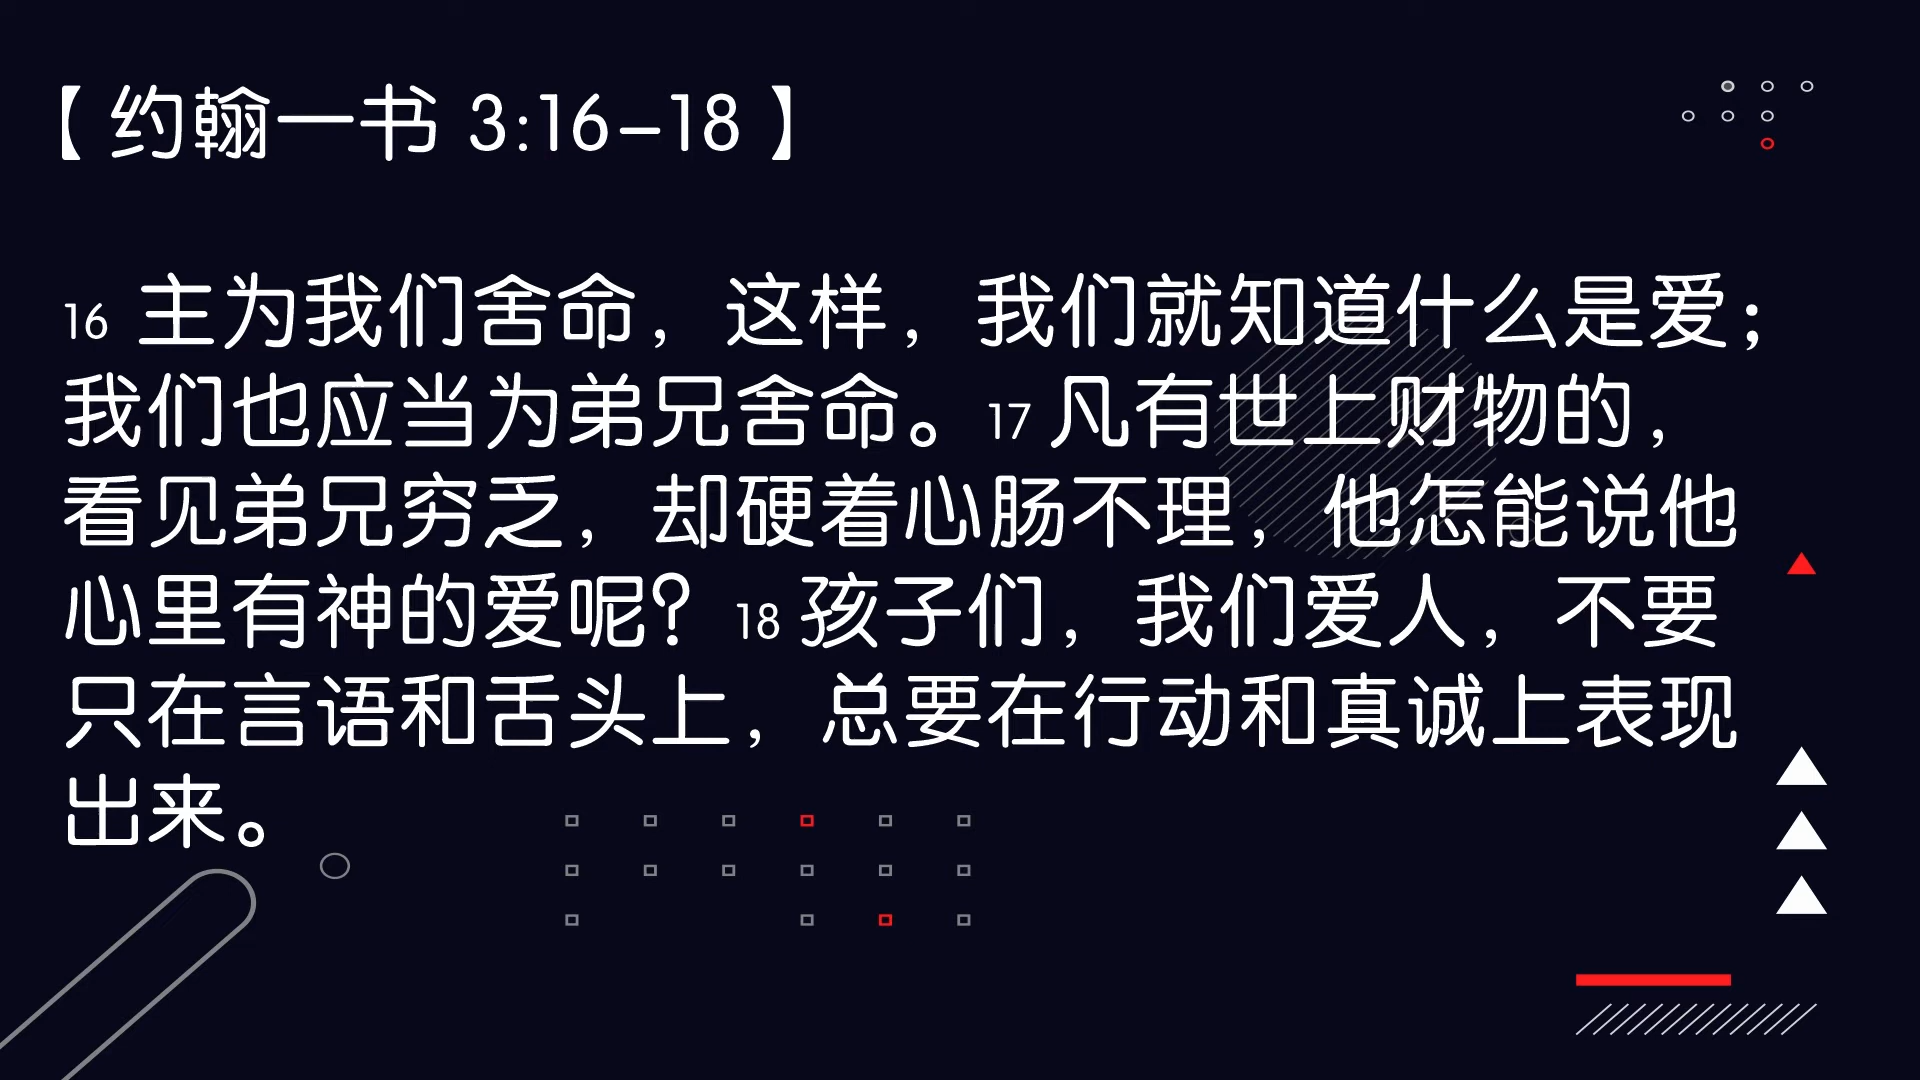 【 约翰一书 3:16-18 】
16 主为我们舍命，这样，我们就知道什么是爱；
我们也应当为弟兄舍命。17 凡有世上财物的，
看见弟兄穷乏，却硬着心肠不理，他怎能说他
心里有神的爱呢？18 孩子们，我们爱人，不要
只在言语和舌头上，总要在行动和真诚上表现
出来。